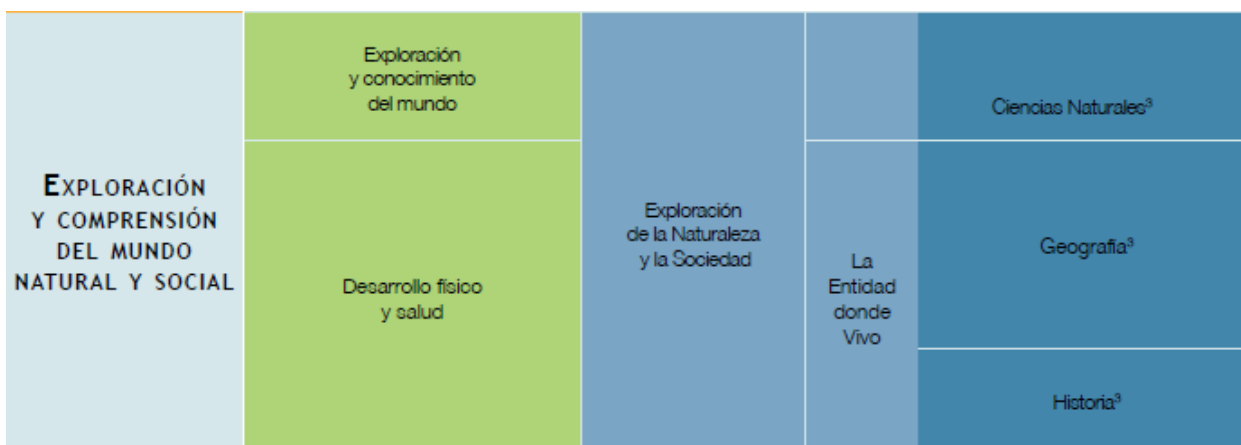 EXPLORACIÓN
Y COMPRENSIÓN
DEL MUNDO
NATURAL Y SOCIAL
Exploración
y conocimiento
del mundo
Desarrollo físico
y salud
Exploración
de la Naturaleza
y la Sociedad
La
Entidad
donde
Vivo
Ciencias Naturales³
Geografía³
Historia³